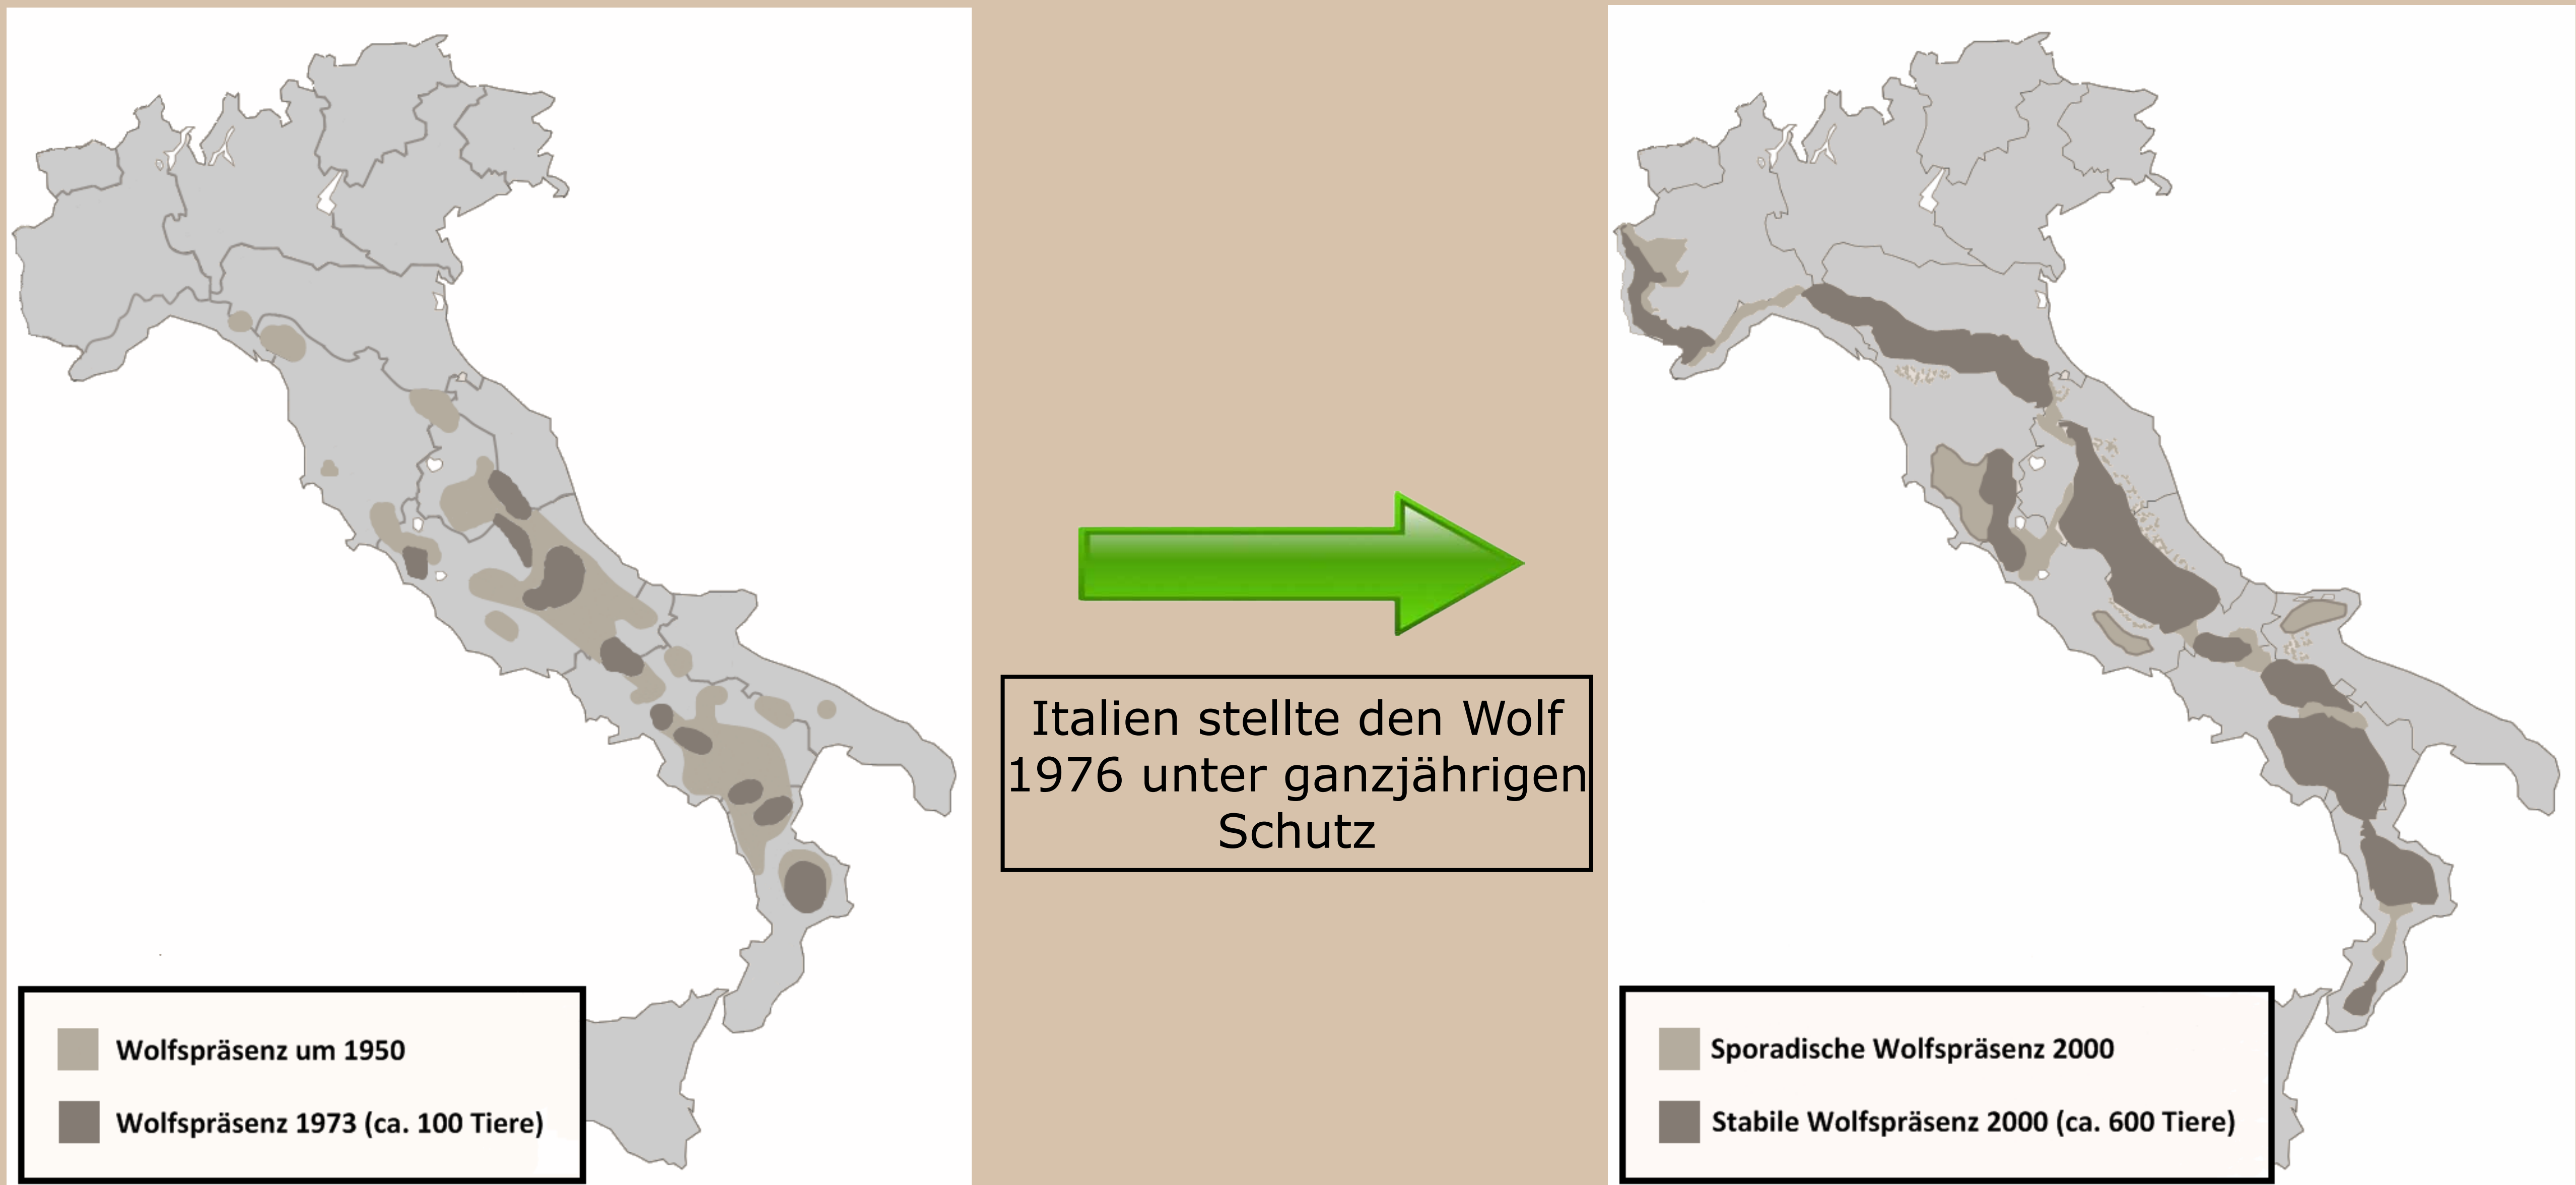 Wolfspräsenz um 1950
Wolfspräsenz 1973 (ca. 100 Tiere)
Italien stellte den Wolf
1976 unter ganzjährigen
Schutz
Sporadische Wolfspräsenz 2000
Stabile Wolfspräsenz 2000 (ca. 600 Tiere)